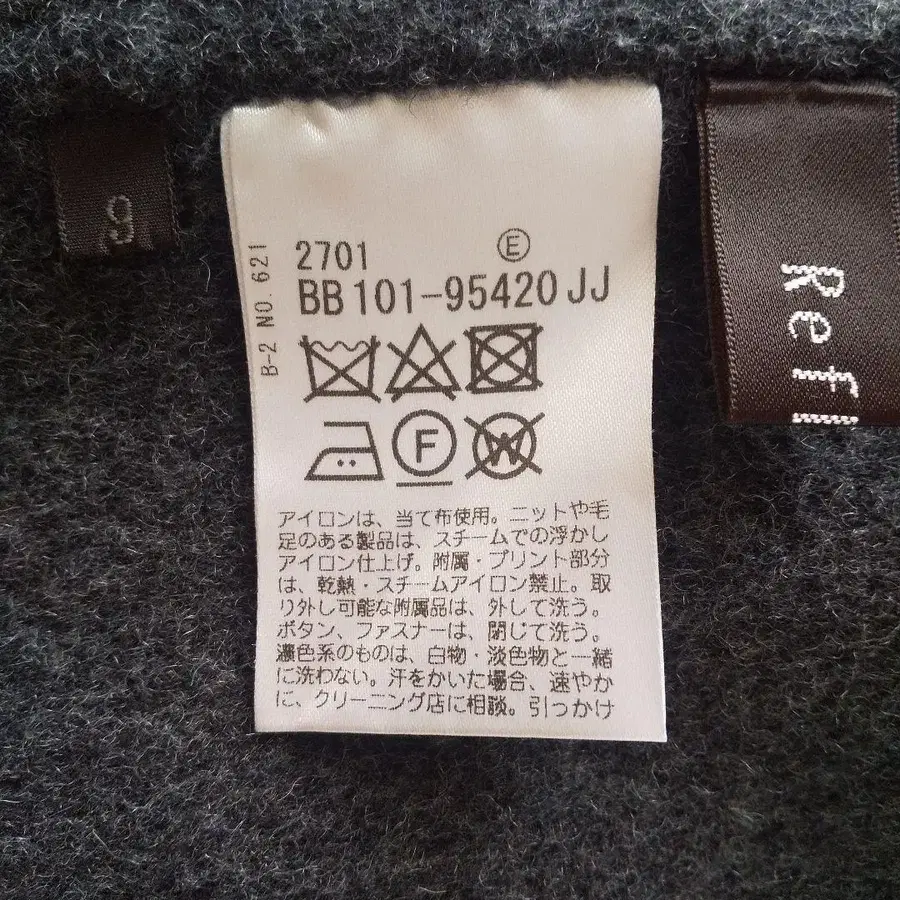 9
B-2 NO.621
2701 Ⓔ
BB 101-95420 JJ
F
W
アイロンは、当て布使用。ニットや毛
足のある製品は、スチームでの浮かし
アイロン仕上げ。附属・プリント部分
は、乾熱・スチームアイロン禁止。取
り外し可能な附属品は、外して洗う。
ボタン、ファスナーは、閉じて洗う。
濃色系のものは、白物・淡色物と一緒
に洗わない。汗をかいた場合、速やか
に、クリーニング店に相談。引っかけ